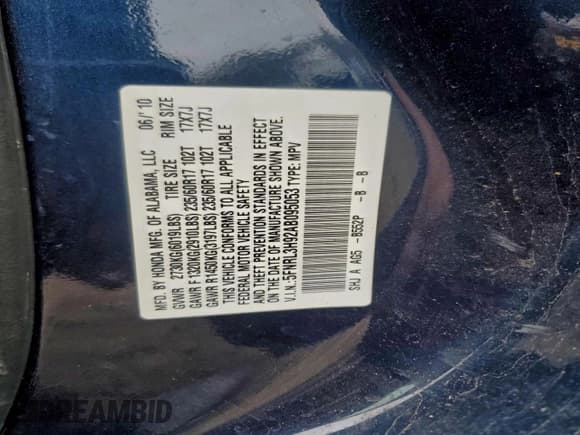 MFD. BY HONDA MFG. OF ALABAMA, LLC 06/'10
GVWR 2730KG(6019LBS) TIRE SIZE RIM SIZE
GAWR F 1320KG(2910LBS) 235/60R17 102T 17X7J
GAWR R 1450KG(3197LBS) 235/60R17 102T 17X7J
THIS VEHICLE CONFORMS TO ALL APPLICABLE
FEDERAL MOTOR VEHICLE SAFETY
AND THEFT PREVENTION STANDARDS IN EFFECT
ON THE DATE OF MANUFACTURE SHOWN ABOVE.
V.I.N.:5FNRL3H92AB095053 TYPE: MPV
SHJ A AG5 -B552P -B -B
DREAMBID